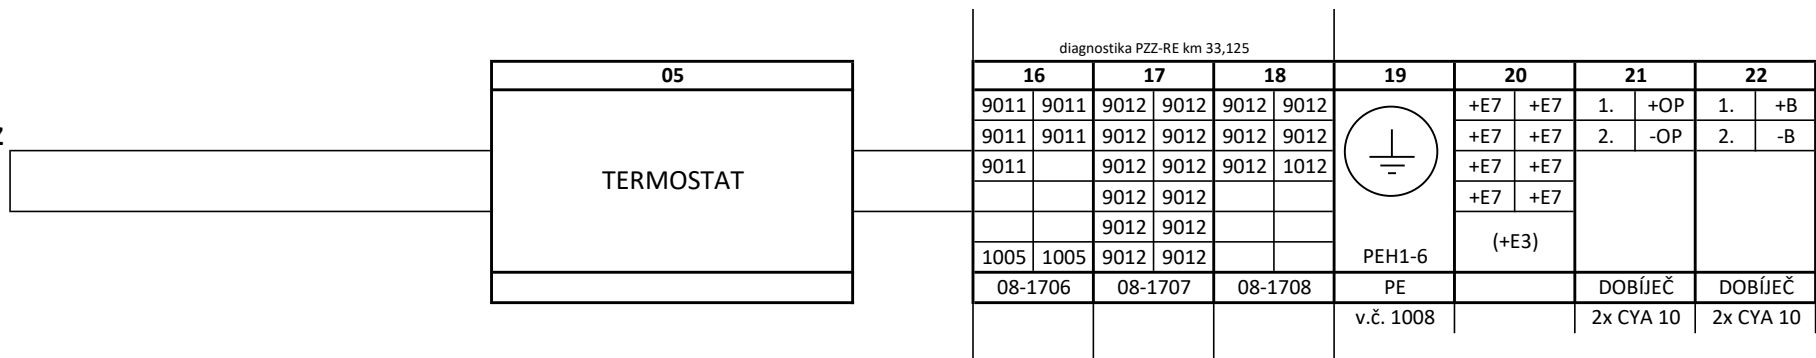 diagnostika PZZ-RE km 33,125
05 16 17 18 19 20 21 22
9011 9011 9012 9012 9012 9012 +E7 +E7 1. +OP 1. +B
9011 9011 9012 9012 9012 9012 +E7 +E7 2. -OP 2. -B
9011 9012 9012 9012 1012 +E7 +E7
TERMOSTAT
9012 9012 +E7 +E7
9012 9012
(+E3)
1005 1005 9012 9012 PEH1-6
08-1706 08-1707 08-1708 PE DOBÍJEČ DOBÍJEČ
v.č. 1008 2x CYA 10 2x CYA 10